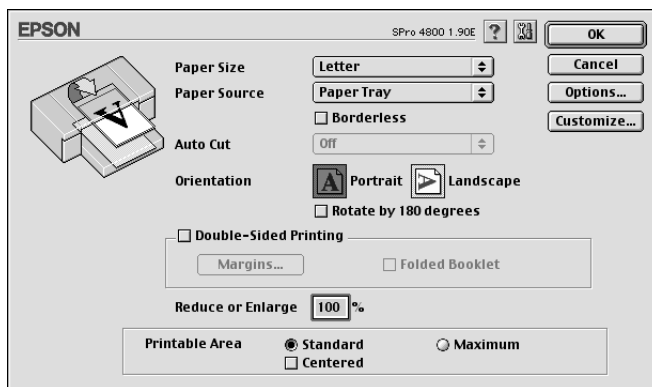 EPSON
SPro 4800 1.90E ?
OK
Paper Size Letter
Cancel
Paper Source Paper Tray
Options...
Borderless
Customize...
Auto Cut Off
Orientation A Portrait A Landscape
Rotate by 180 degrees
Double-Sided Printing
Margins... Folded Booklet
Reduce or Enlarge 100 %
Printable Area Standard Maximum
Centered
A